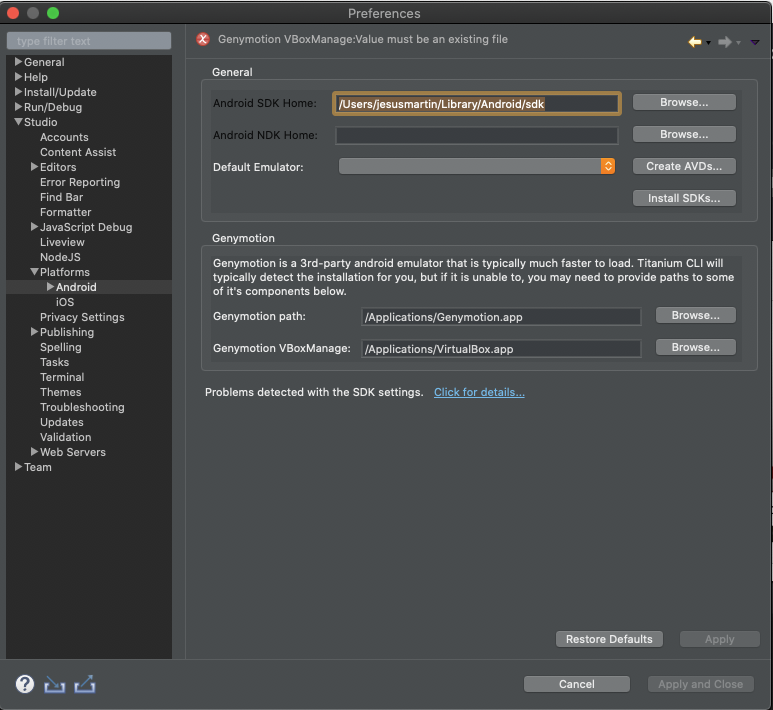 Preferences
type filter text
General
Help
Install/Update
Run/Debug
Studio
Accounts
Content Assist
Editors
Error Reporting
Find Bar
Formatter
JavaScript Debug
Liveview
NodeJS
Platforms
Android
iOS
Privacy Settings
Publishing
Spelling
Tasks
Terminal
Themes
Troubleshooting
Updates
Validation
Web Servers
Team
Genymotion VBoxManage:Value must be an existing file
General
Android SDK Home: /Users/jesusmartin/Library/Android/sdk Browse...
Android NDK Home: Browse...
Default Emulator: Create AVDs...
Install SDKs...
Genymotion
Genymotion is a 3rd-party android emulator that is typically much faster to load. Titanium CLI will
typically detect the installation for you, but if it is unable to, you may need to provide paths to some
of it's components below.
Genymotion path: /Applications/Genymotion.app Browse...
Genymotion VBoxManage: /Applications/VirtualBox.app Browse...
Problems detected with the SDK settings. Click for details...
Restore Defaults Apply
? Cancel Apply and Close